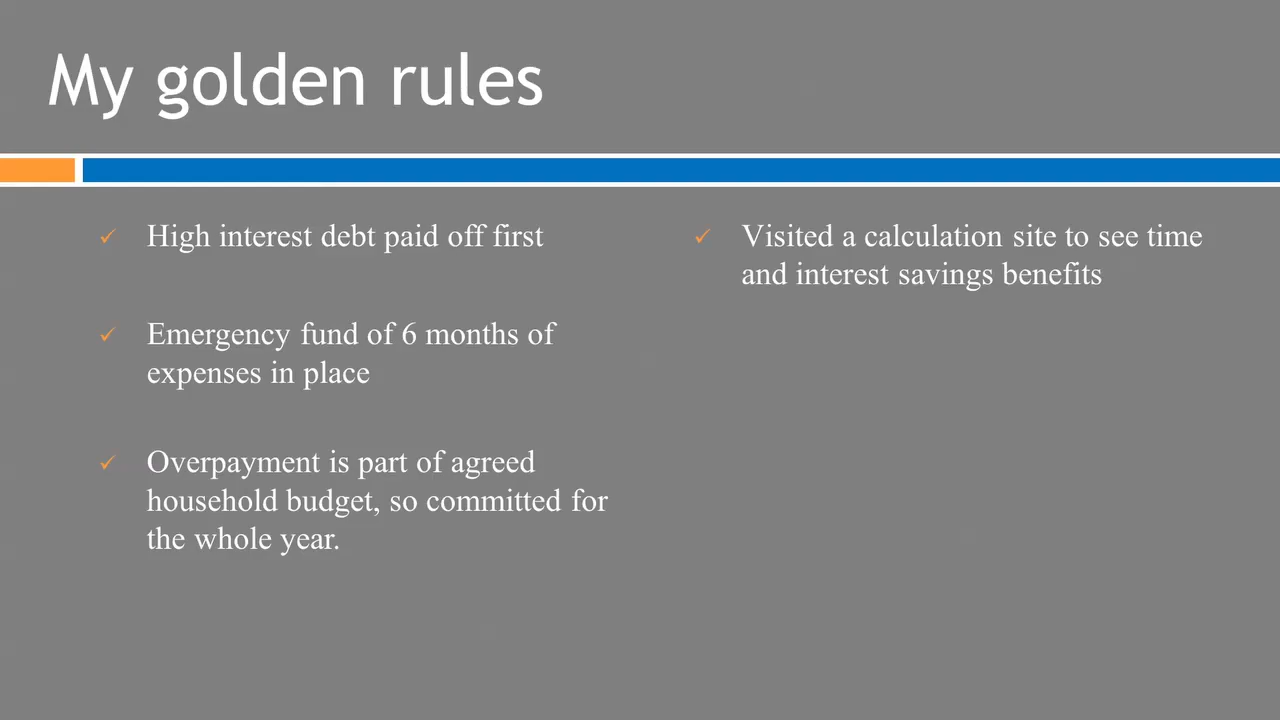 My golden rules
High interest debt paid off first
Emergency fund of 6 months of
expenses in place
Overpayment is part of agreed
household budget, so committed for
the whole year.
Visited a calculation site to see time
and interest savings benefits